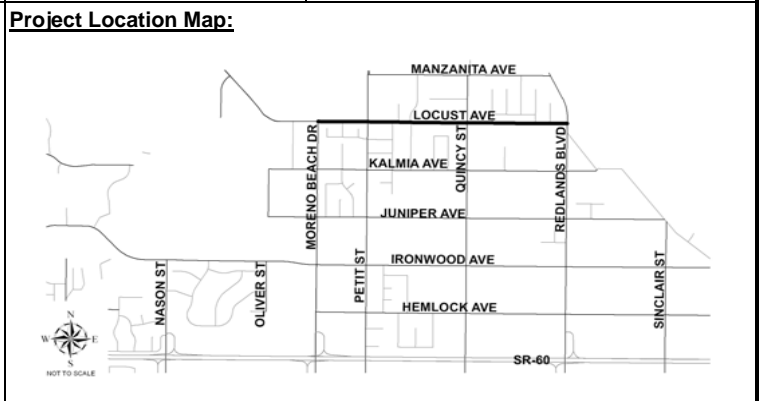 Project Location Map:
MANZANITA AVE
LOCUST AVE
MORENO BEACH DR
QUINCY ST
REDLANDS BLVD
KALMIA AVE
JUNIPER AVE
PETIT ST
IRONWOOD AVE
NASON ST
OLIVER ST
SINCLAIR ST
HEMLOCK AVE
N
W E
S
NOT TO SCALE
SR-60